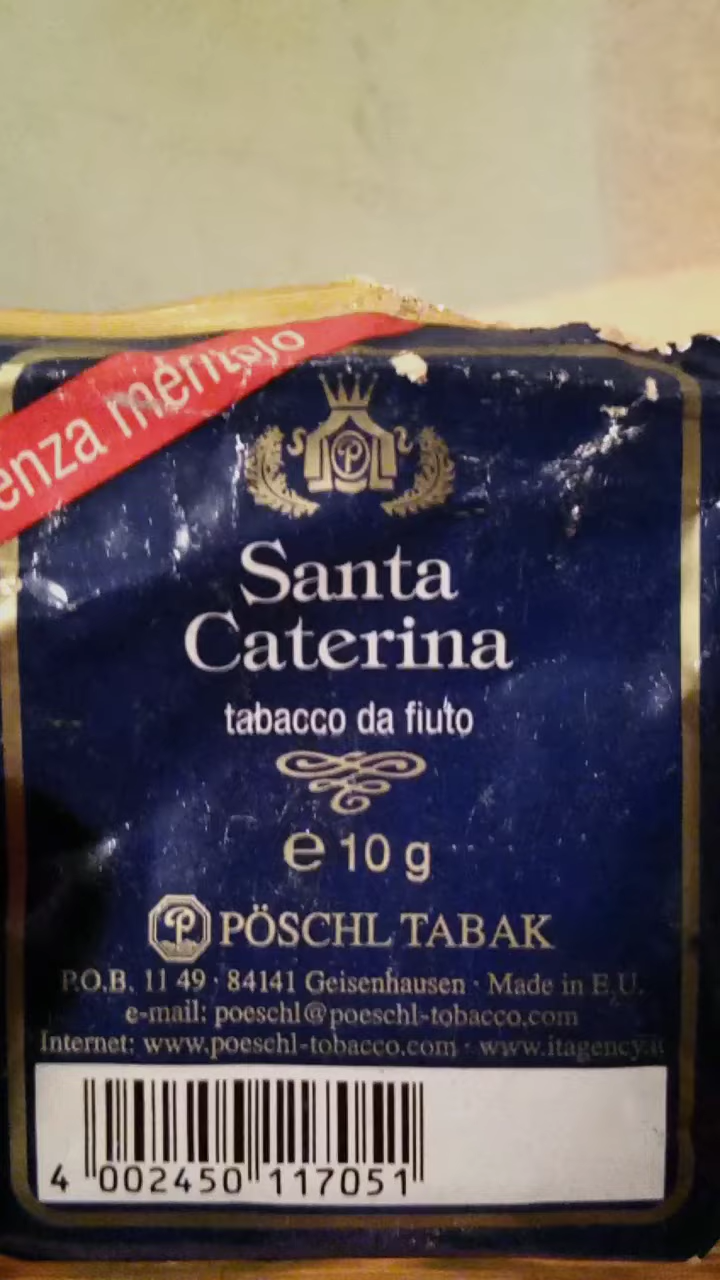 enza mentolo
P
Santa
Caterina
tabacco da fiuto
e 10 g
P PÖSCHL TABAK
P.O.B. 11 49 · 84141 Geisenhausen · Made in E.U.
e-mail: poeschl@poeschl-tobacco.com
Internet: www.poeschl-tobacco.com · www.itagency.it
4 002450 117051